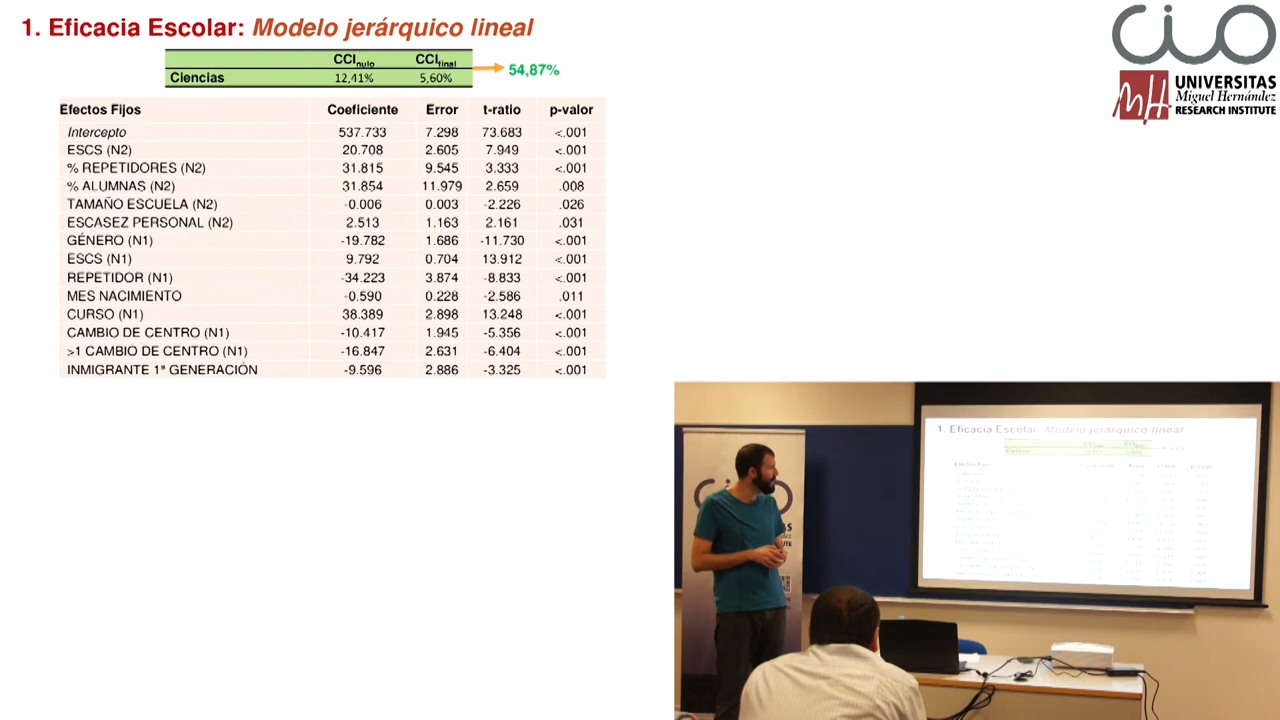 1. Eficacia Escolar: Modelo jerárquico lineal
CCInulo CCIfinal
Ciencias 12,41% 5,60%
54,87%
Efectos Fijos Coeficiente Error t-ratio p-valor
Intercepto 537.733 7.298 73.683 <.001
ESCS (N2) 20.708 2.605 7.949 <.001
% REPETIDORES (N2) 31.815 9.545 3.333 <.001
% ALUMNAS (N2) 31.854 11.979 2.659 .008
TAMAÑO ESCUELA (N2) -0.006 0.003 -2.226 .026
ESCASEZ PERSONAL (N2) 2.513 1.163 2.161 .031
GÉNERO (N1) -19.782 1.686 -11.730 <.001
ESCS (N1) 9.792 0.704 13.912 <.001
REPETIDOR (N1) -34.223 3.874 -8.833 <.001
MES NACIMIENTO -0.590 0.228 -2.586 .011
CURSO (N1) 38.389 2.898 13.248 <.001
CAMBIO DE CENTRO (N1) -10.417 1.945 -5.356 <.001
>1 CAMBIO DE CENTRO (N1) -16.847 2.631 -6.404 <.001
INMIGRANTE 1ª GENERACIÓN -9.596 2.886 -3.325 <.001
CIO
MH
UNIVERSITAS
Miguel Hernández
RESEARCH INSTITUTE
1. Eficacia Escolar: Modelo jerárquico lineal